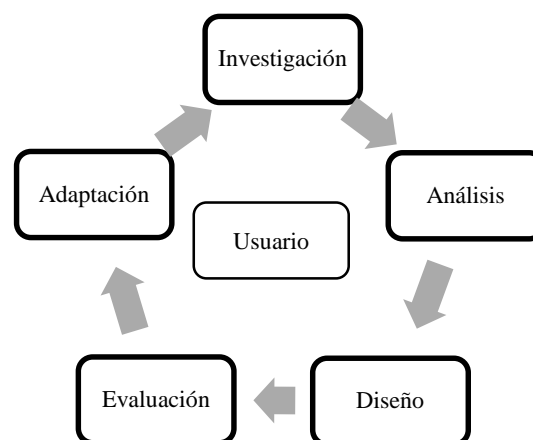 Investigación
Análisis
Diseño
Evaluación
Adaptación
Usuario